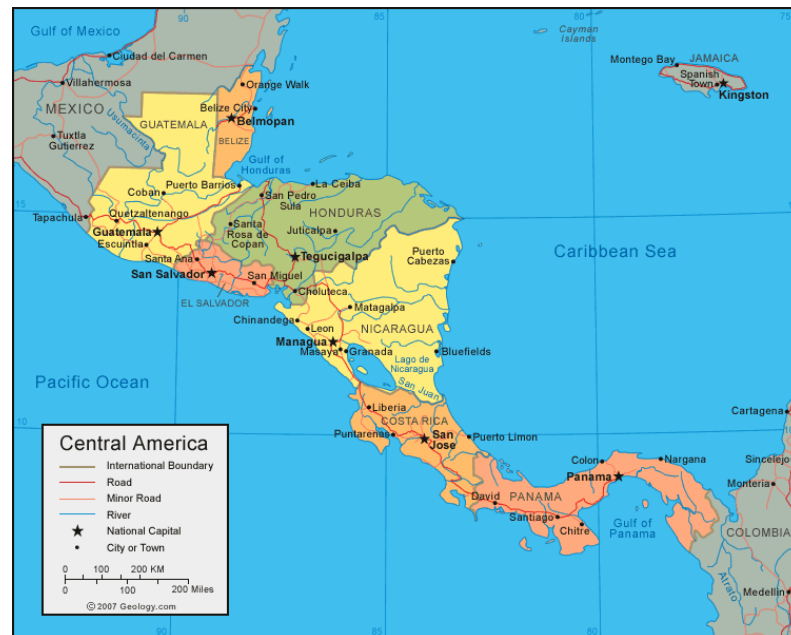 90
85
80
75
Gulf of Mexico
Cayman
Islands
Ciudad del Carmen
Montego Bay
JAMAICA
Spanish
Town
Kingston
Villahermosa
Orange Walk
MEXICO
GUATEMALA
Belize City
Belmopan
Usumacinta
BELIZE
Tuxtla
Gutierrez
Gulf of
Honduras
Coban
Puerto Barrios
La Ceiba
San Pedro
Sula
15
Tapachula
Quetzaltenango
HONDURAS
Guatemala
Santa
Rosa de
Copan
Juticalpa
Escuintla
Santa Ana
Tegucigalpa
Puerto
Cabezas
Caribbean Sea
San Salvador
San Miguel
EL SALVADOR
Choluteca
Matagalpa
Chinandega
Leon
NICARAGUA
Managua
Masaya
Granada
Bluefields
Lago de
Nicaragua
San Juan
Pacific Ocean
Liberia
COSTA RICA
Cartagena
10
10
Puntarenas
San
Jose
Puerto Limon
Colon
Nargana
Sincelejo
Panama
Monteria
David
PANAMA
Santiago
Chitre
Gulf of
Panama
COLOMBIA
Atrato
Medellin
Central America
International Boundary
Road
Minor Road
River
National Capital
City or Town
0 100 200 KM
0 100 200 Miles
© 2007 Geology.com
90
85
80